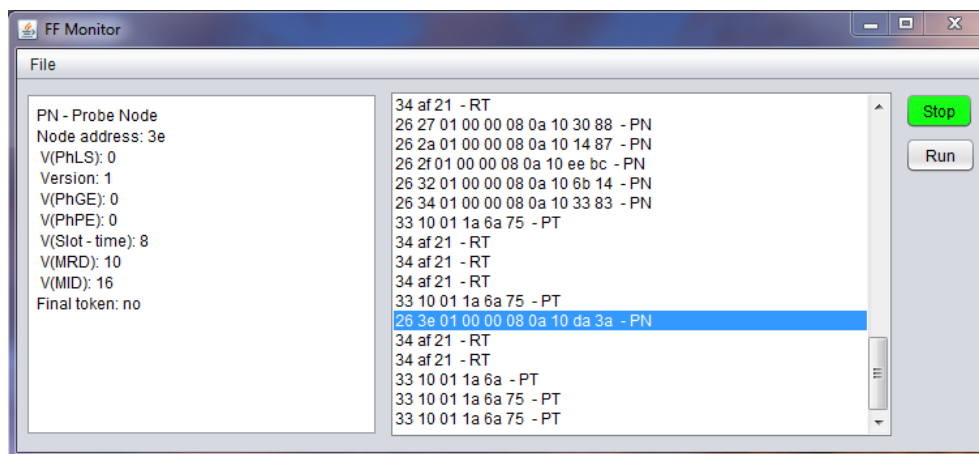 FF Monitor
File
PN - Probe Node
Node address: 3e
V(PhLS): 0
Version: 1
V(PhGE): 0
V(PhPE): 0
V(Slot - time): 8
V(MRD): 10
V(MID): 16
Final token: no
34 af 21 - RT
26 27 01 00 00 08 0a 10 30 88 - PN
26 2a 01 00 00 08 0a 10 14 87 - PN
26 2f 01 00 00 08 0a 10 ee bc - PN
26 32 01 00 00 08 0a 10 6b 14 - PN
26 34 01 00 00 08 0a 10 33 83 - PN
33 10 01 1a 6a 75 - PT
34 af 21 - RT
34 af 21 - RT
34 af 21 - RT
33 10 01 1a 6a 75 - PT
26 3e 01 00 00 08 0a 10 da 3a - PN
34 af 21 - RT
34 af 21 - RT
33 10 01 1a 6a - PT
33 10 01 1a 6a 75 - PT
33 10 01 1a 6a 75 - PT
Stop
Run